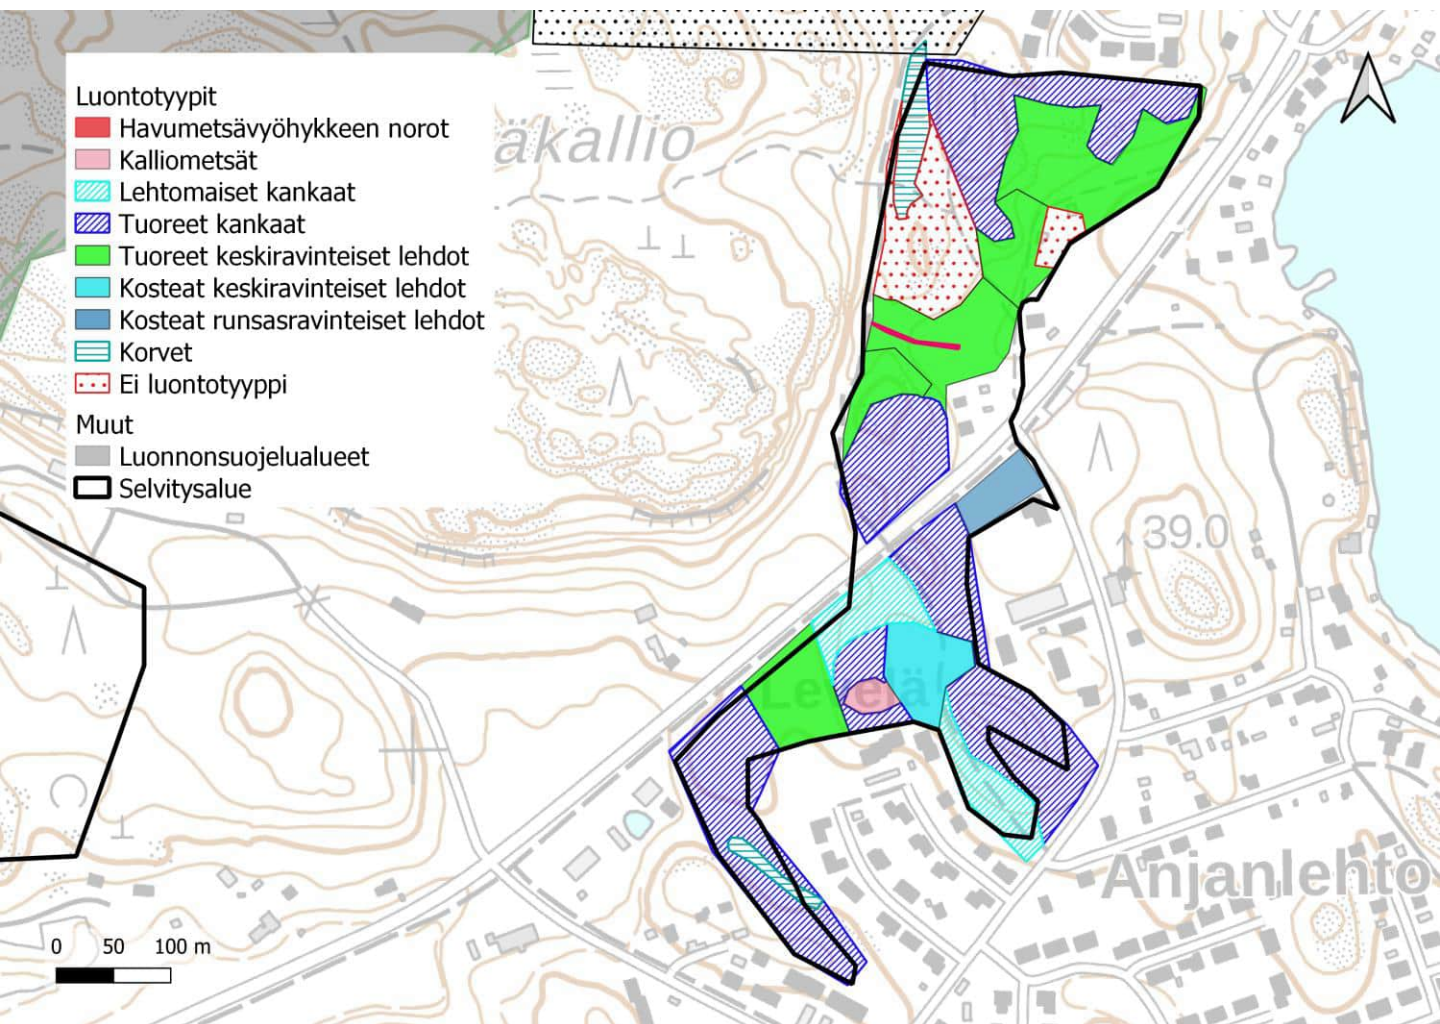 Luontotyypit
Havumetsävyöhykkeen norot
Kalliometsät
Lehtomaiset kankaat
Tuoreet kankaat
Tuoreet keskiravinteiset lehdot
Kosteat keskiravinteiset lehdot
Kosteat runsasravinteiset lehdot
Korvet
Ei luontotyyppi
Muut
Luonnonsuojelualueet
Selvitysalue
äkallio
39.0
Anjanlehto
0 50 100 m